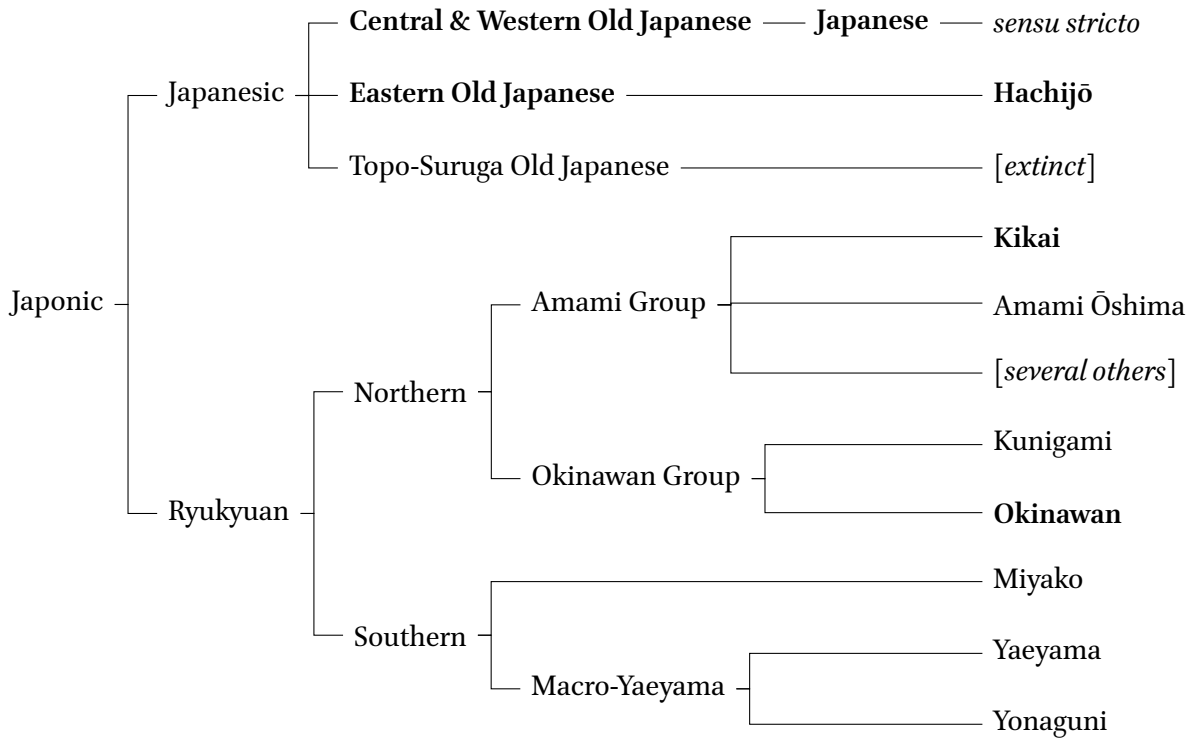 Central & Western Old Japanese Japanese sensu stricto
Japanesic Eastern Old Japanese Hachijō
Topo-Suruga Old Japanese [extinct]
Kikai
Japonic Amami Group Amami Ōshima
[several others]
Northern
Kunigami
Okinawan Group
Ryukyuan Okinawan
Miyako
Southern
Yaeyama
Macro-Yaeyama
Yonaguni